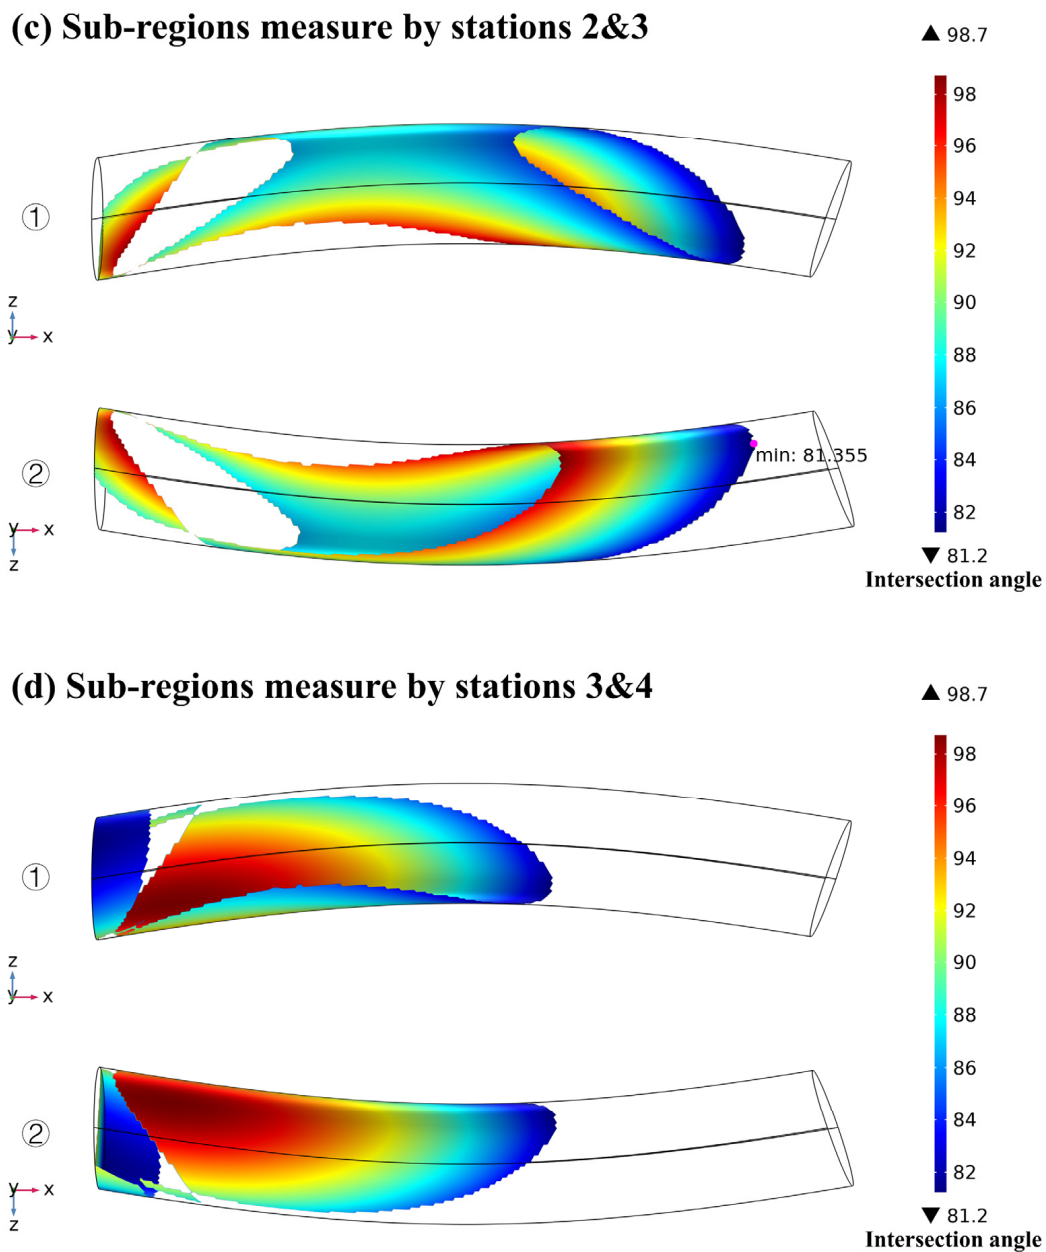 (c) Sub-regions measure by stations 2&3
▲ 98.7
98
96
94
92
90
88
86
84
82
▼ 81.2
Intersection angle
①
z
y x
②
min: 81.355
y x
z
(d) Sub-regions measure by stations 3&4
▲ 98.7
98
96
94
92
90
88
86
84
82
▼ 81.2
Intersection angle
①
z
y x
②
y x
z